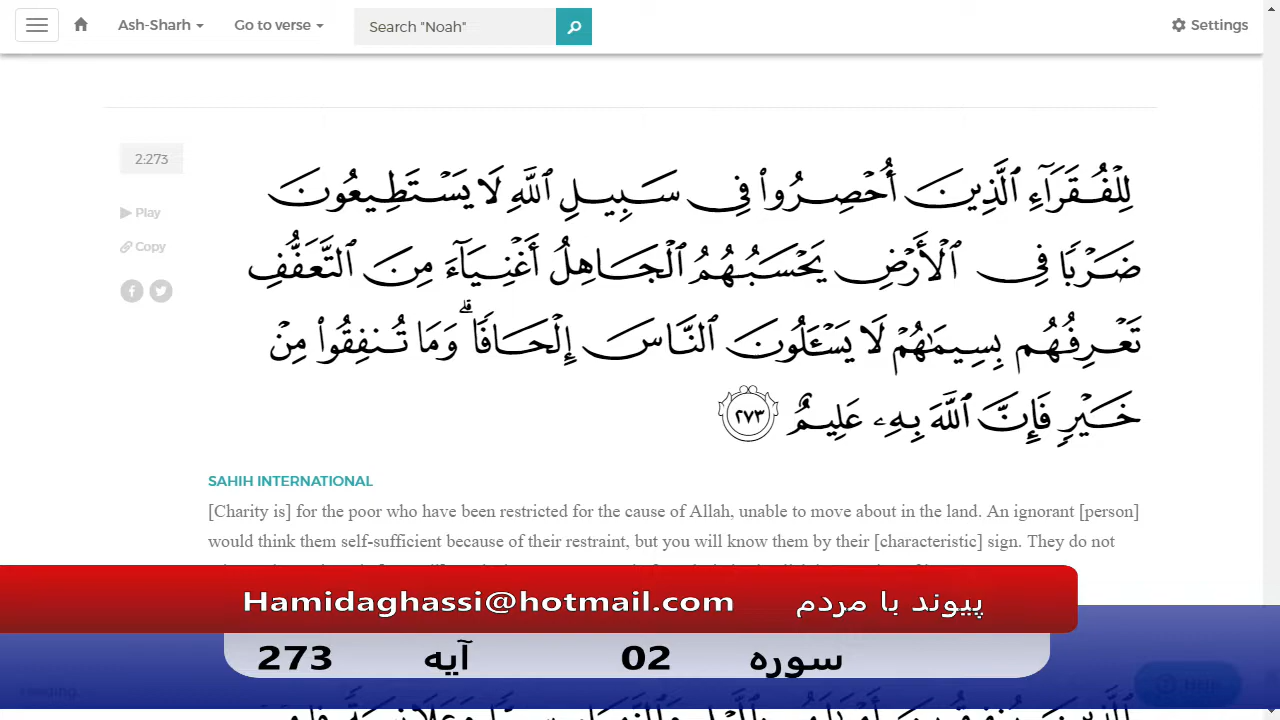 Ash-Sharh
Go to verse
Search "Noah"
Settings
2:273
لِلْفُقَرَآءِ ٱلَّذِينَ أُحْصِرُوا۟ فِى سَبِيلِ ٱللَّهِ لَا يَسْتَطِيعُونَ
ضَرْبًا فِى ٱلْأَرْضِ يَحْسَبُهُمُ ٱلْجَاهِلُ أَغْنِيَآءَ مِنَ ٱلتَّعَفُّفِ
تَعْرِفُهُم بِسِيمَـٰهُمْ لَا يَسْـَٔلُونَ ٱلنَّاسَ إِلْحَافًا ۗ وَمَا تُنفِقُوا۟ مِنْ
خَيْرٍ فَإِنَّ ٱللَّهَ بِهِۦ عَلِيمٌ ٢٧٣
Play
Copy
SAHIH INTERNATIONAL
[Charity is] for the poor who have been restricted for the cause of Allah, unable to move about in the land. An ignorant [person]
would think them self-sufficient because of their restraint, but you will know them by their [characteristic] sign. They do not
Hamidaghassi@hotmail.com پیوند با مردم
سوره 02 آیه 273